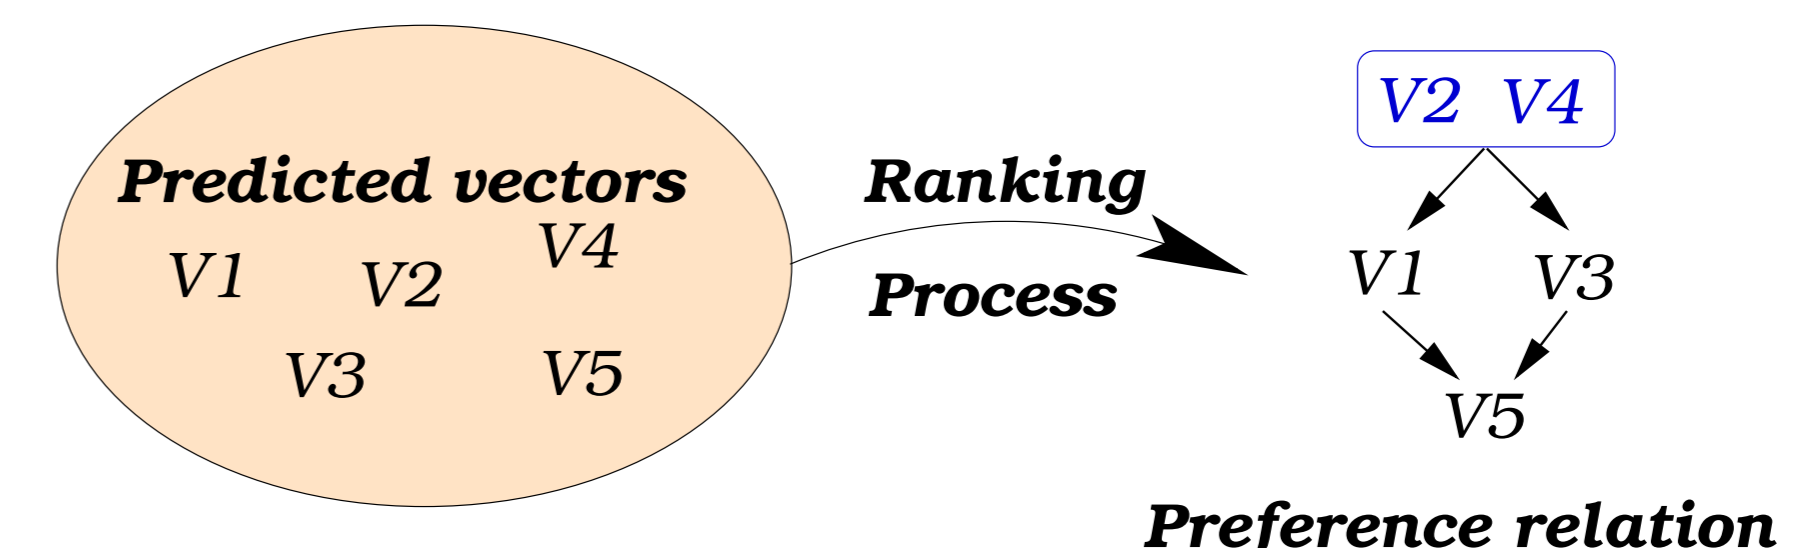 Predicted vectors
V1 V2 V4
V3 V5
Ranking
Process
V2 V4
V1 V3
V5
Preference relation